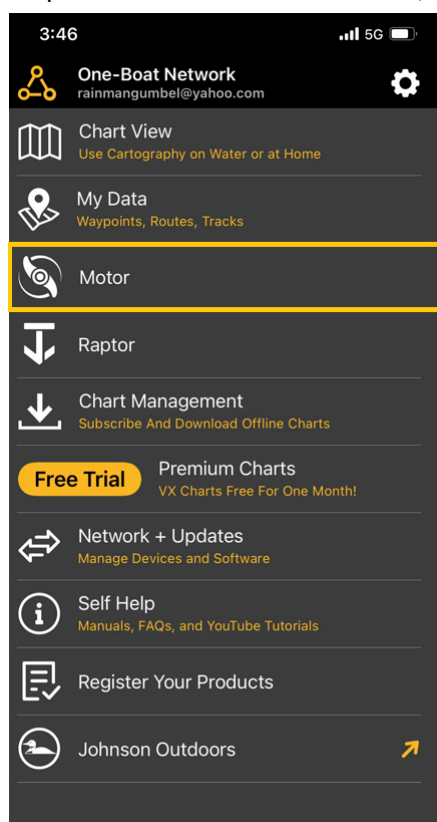 3:46 5G
One-Boat Network
rainmangumbel@yahoo.com
Chart View
Use Cartography on Water or at Home
My Data
Waypoints, Routes, Tracks
Motor
Raptor
Chart Management
Subscribe And Download Offline Charts
Free Trial
Premium Charts
VX Charts Free For One Month!
Network + Updates
Manage Devices and Software
Self Help
Manuals, FAQs, and YouTube Tutorials
Register Your Products
Johnson Outdoors